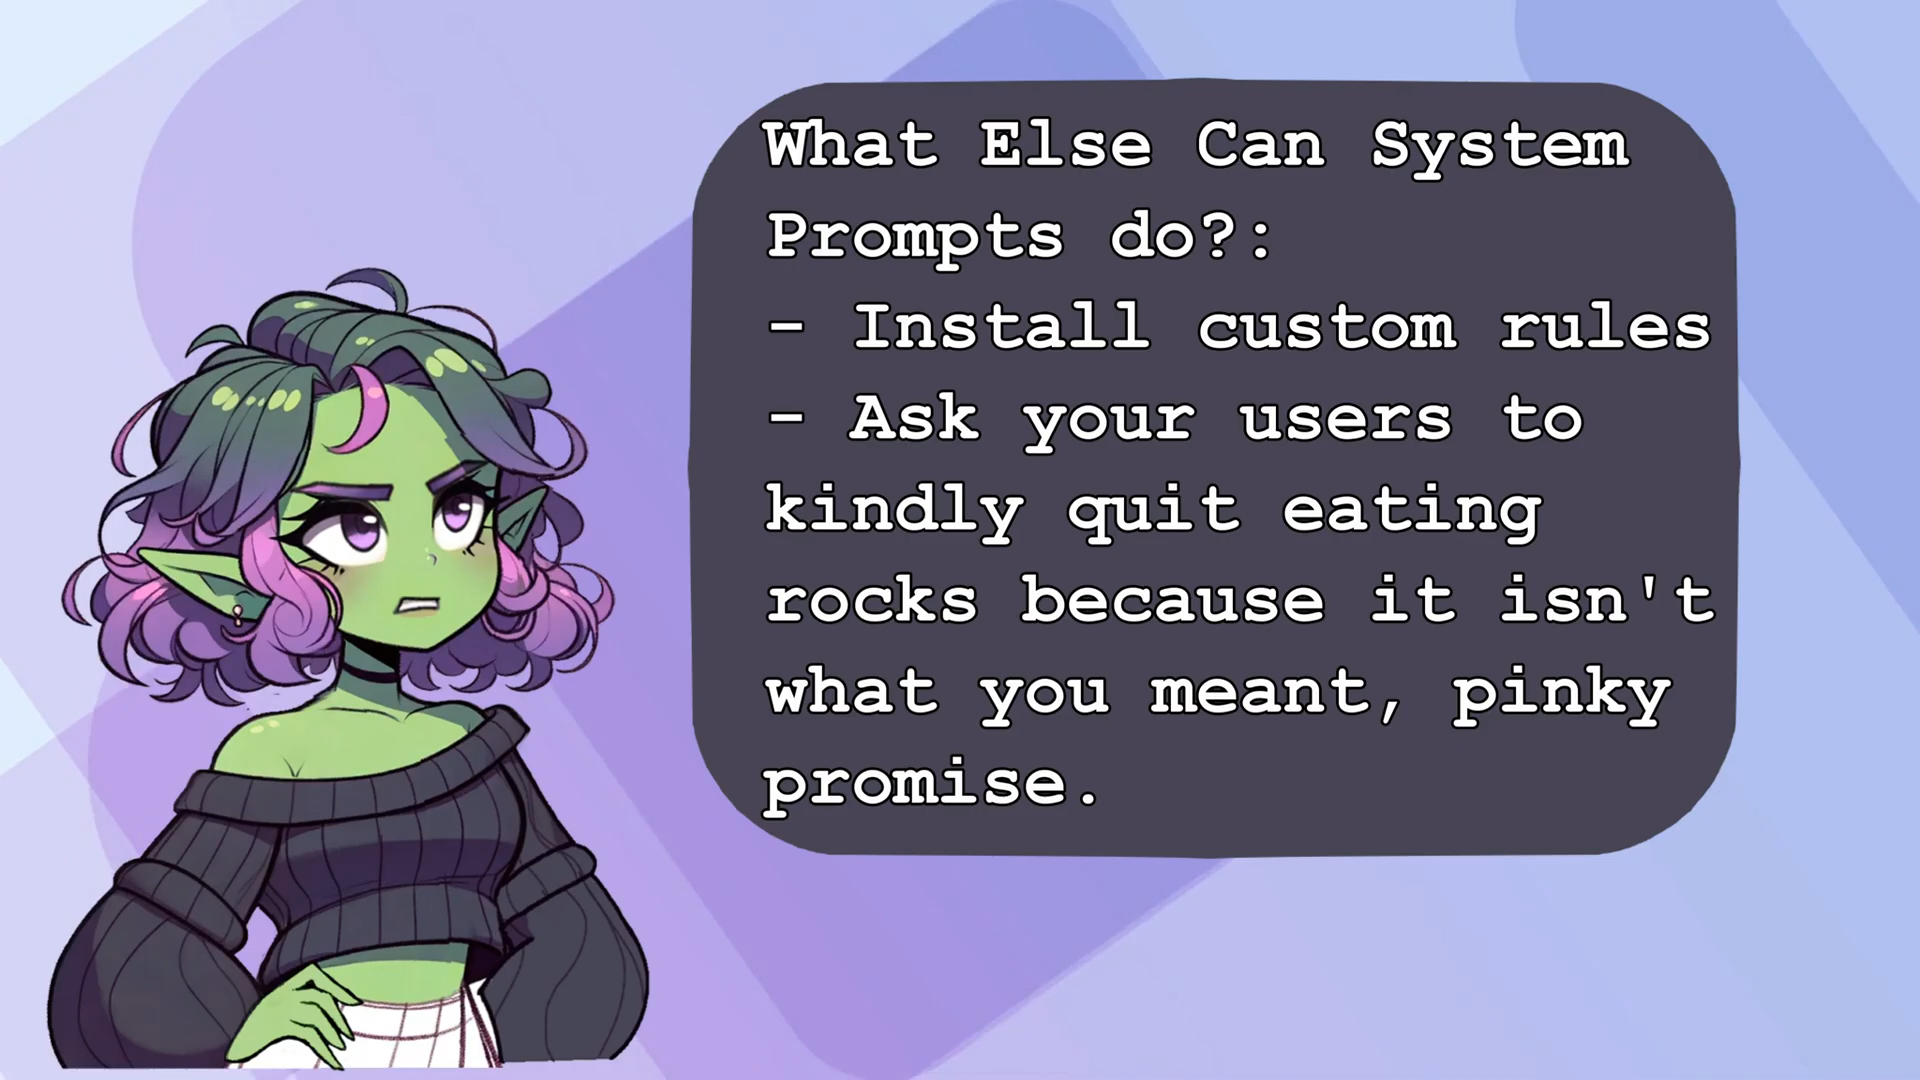 What Else Can System
Prompts do?:
- Install custom rules
- Ask your users to
kindly quit eating
rocks because it isn't
what you meant, pinky
promise.